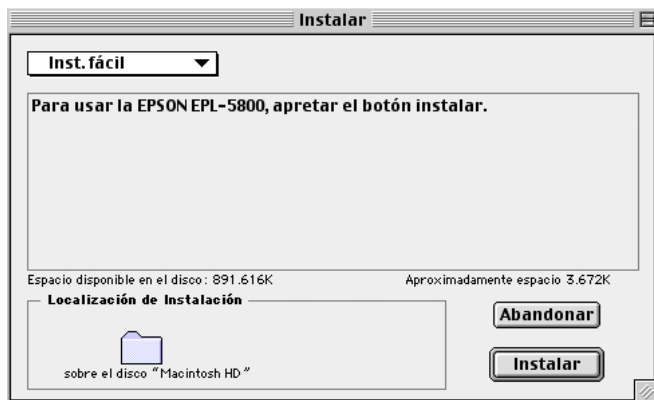 Instalar
Inst. fácil
Para usar la EPSON EPL-5800, apretar el botón instalar.
Espacio disponible en el disco: 891.616K
Aproximadamente espacio 3.672K
Localización de Instalación
sobre el disco "Macintosh HD"
Abandonar
Instalar